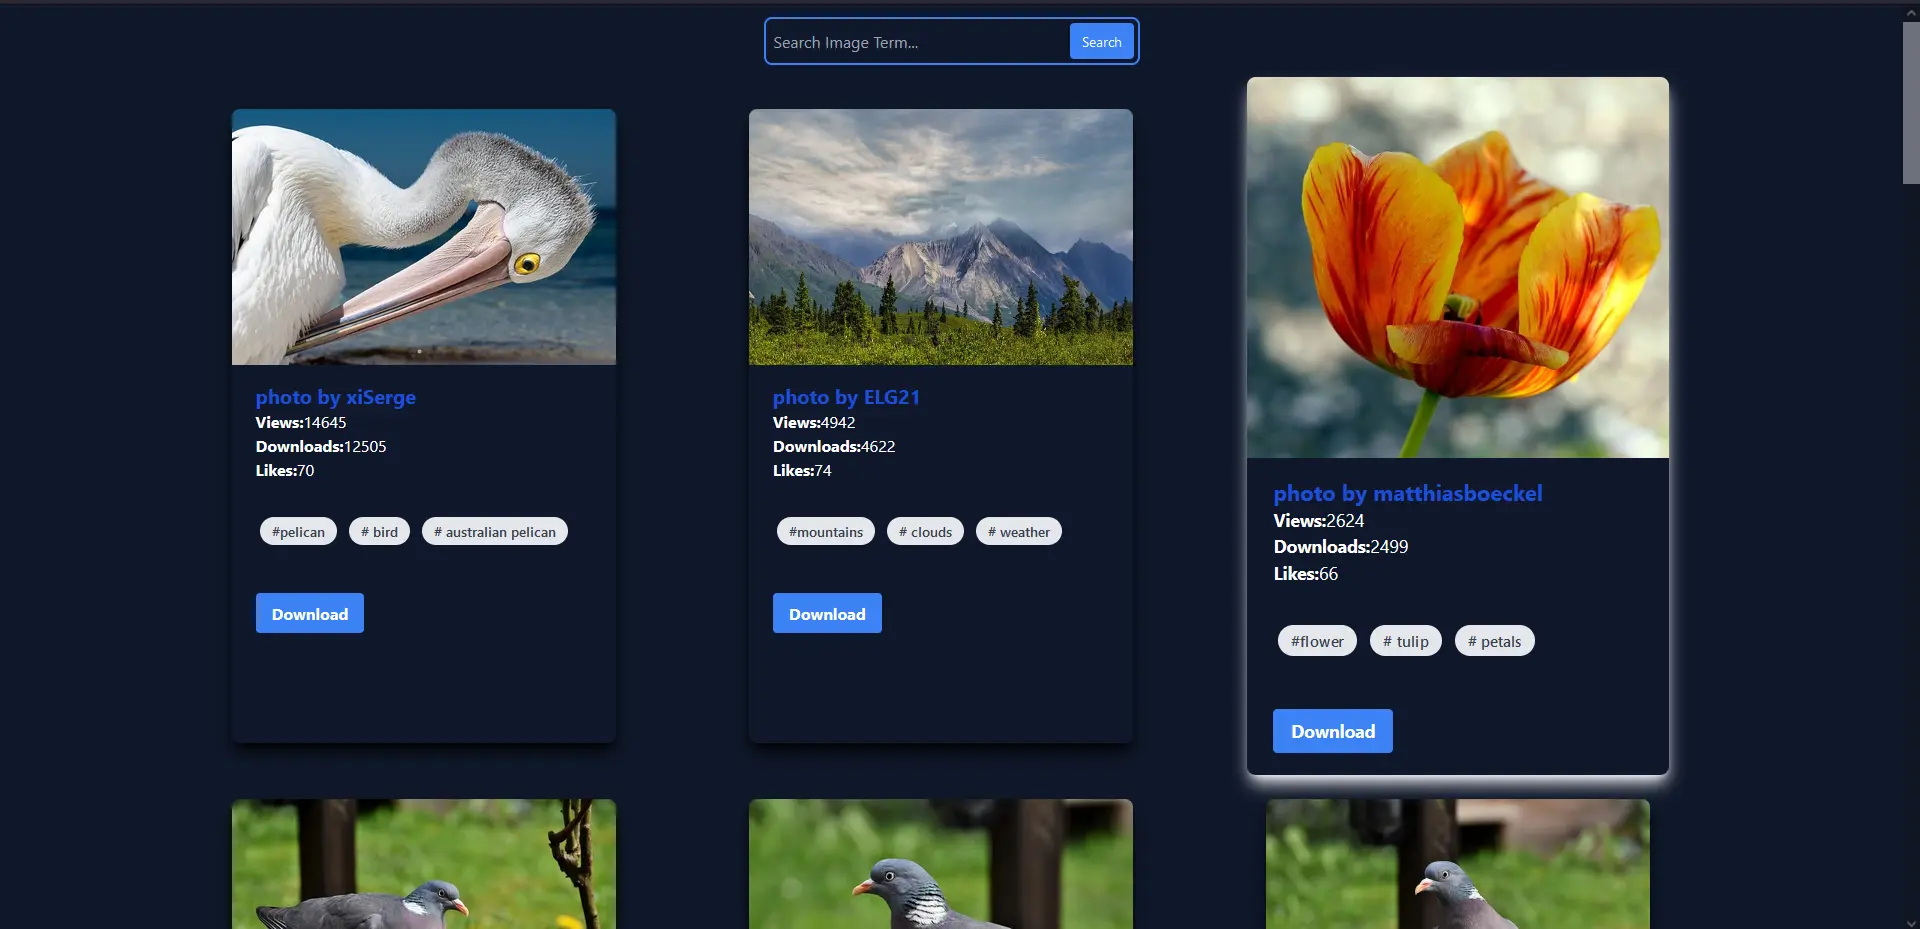 Search Image Term...
Search
photo by xiSerge
Views:14645
Downloads:12505
Likes:70
#pelican
# bird
# australian pelican
Download
photo by ELG21
Views:4942
Downloads:4622
Likes:74
#mountains
# clouds
# weather
Download
photo by matthiasboeckel
Views:2624
Downloads:2499
Likes:66
#flower
# tulip
# petals
Download